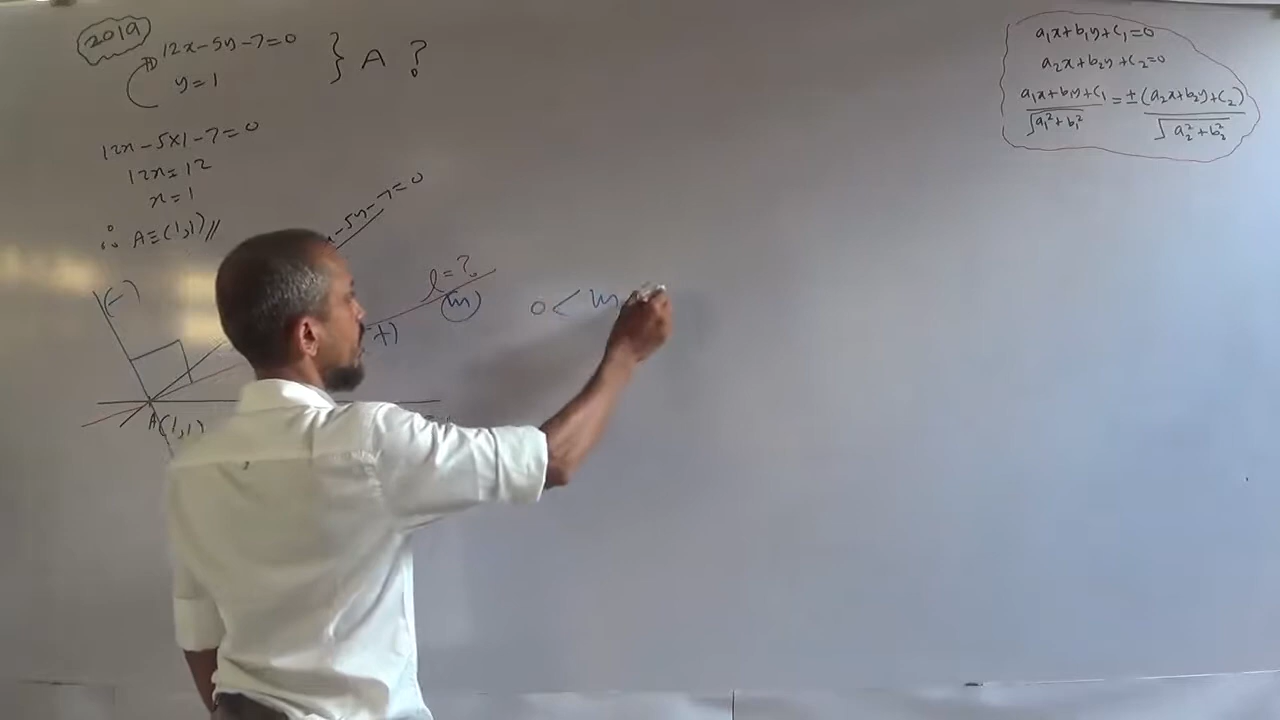 2019
12x-5y-7=0
y=1
} A ?
12x-5x1-7=0
12x=12
x=1
∴ A≡(1,1)//
-5y-7=0
(-)
l=?
(m)
+)
A(1,1)
0<m
a₁x+b₁y+c₁=0
a₂x+b₂y+c₂=0
a₁x+b₁y+c₁/√a₁²+b₁² = ±(a₂x+b₂y+c₂)/√a₂²+b₂²